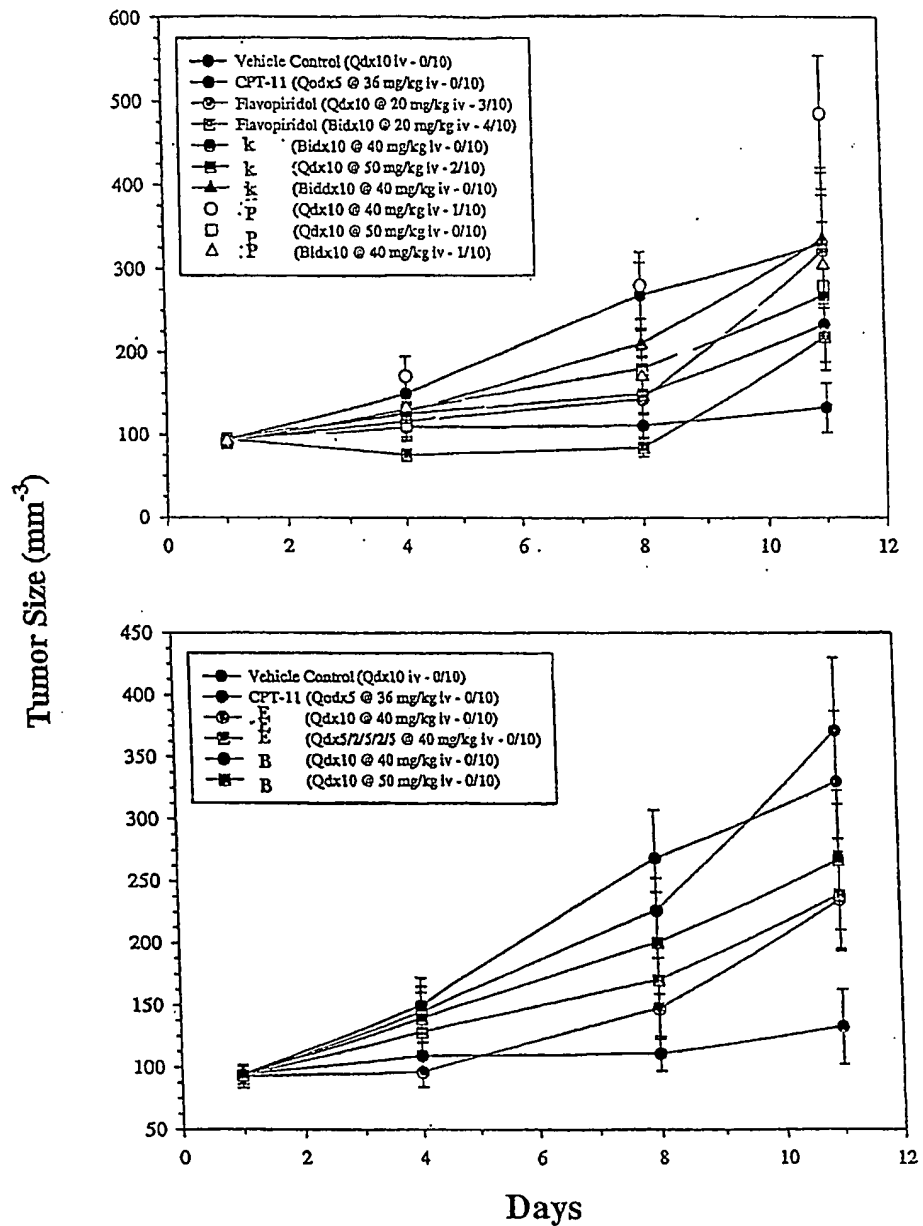 600
500
400
300
200
100
0
Vehicle Control (Qdx10 iv - 0/10)
CPT-11 (Qodx5 @ 36 mg/kg iv - 0/10)
Flavopiridol (Qdx10 @ 20 mg/kg iv - 3/10)
Flavopiridol (Bidx10 @ 20 mg/kg iv - 4/10)
k (Bidx10 @ 40 mg/kg iv - 0/10)
k (Qdx10 @ 50 mg/kg iv - 2/10)
k (Biddx10 @ 40 mg/kg iv - 0/10)
P (Qdx10 @ 40 mg/kg iv - 1/10)
P (Qdx10 @ 50 mg/kg iv - 0/10)
P (Bidx10 @ 40 mg/kg iv - 1/10)
0 2 4 6 8 10 12
Tumor Size (mm-3)
450
400
350
300
250
200
150
100
50
Vehicle Control (Qdx10 iv - 0/10)
CPT-11 (Qodx5 @ 36 mg/kg iv - 0/10)
E (Qdx10 @ 40 mg/kg iv - 0/10)
E (Qdx5/2/5/2/5 @ 40 mg/kg iv - 0/10)
B (Qdx10 @ 40 mg/kg iv - 0/10)
B (Qdx10 @ 50 mg/kg iv - 0/10)
0 2 4 6 8 10 12
Days